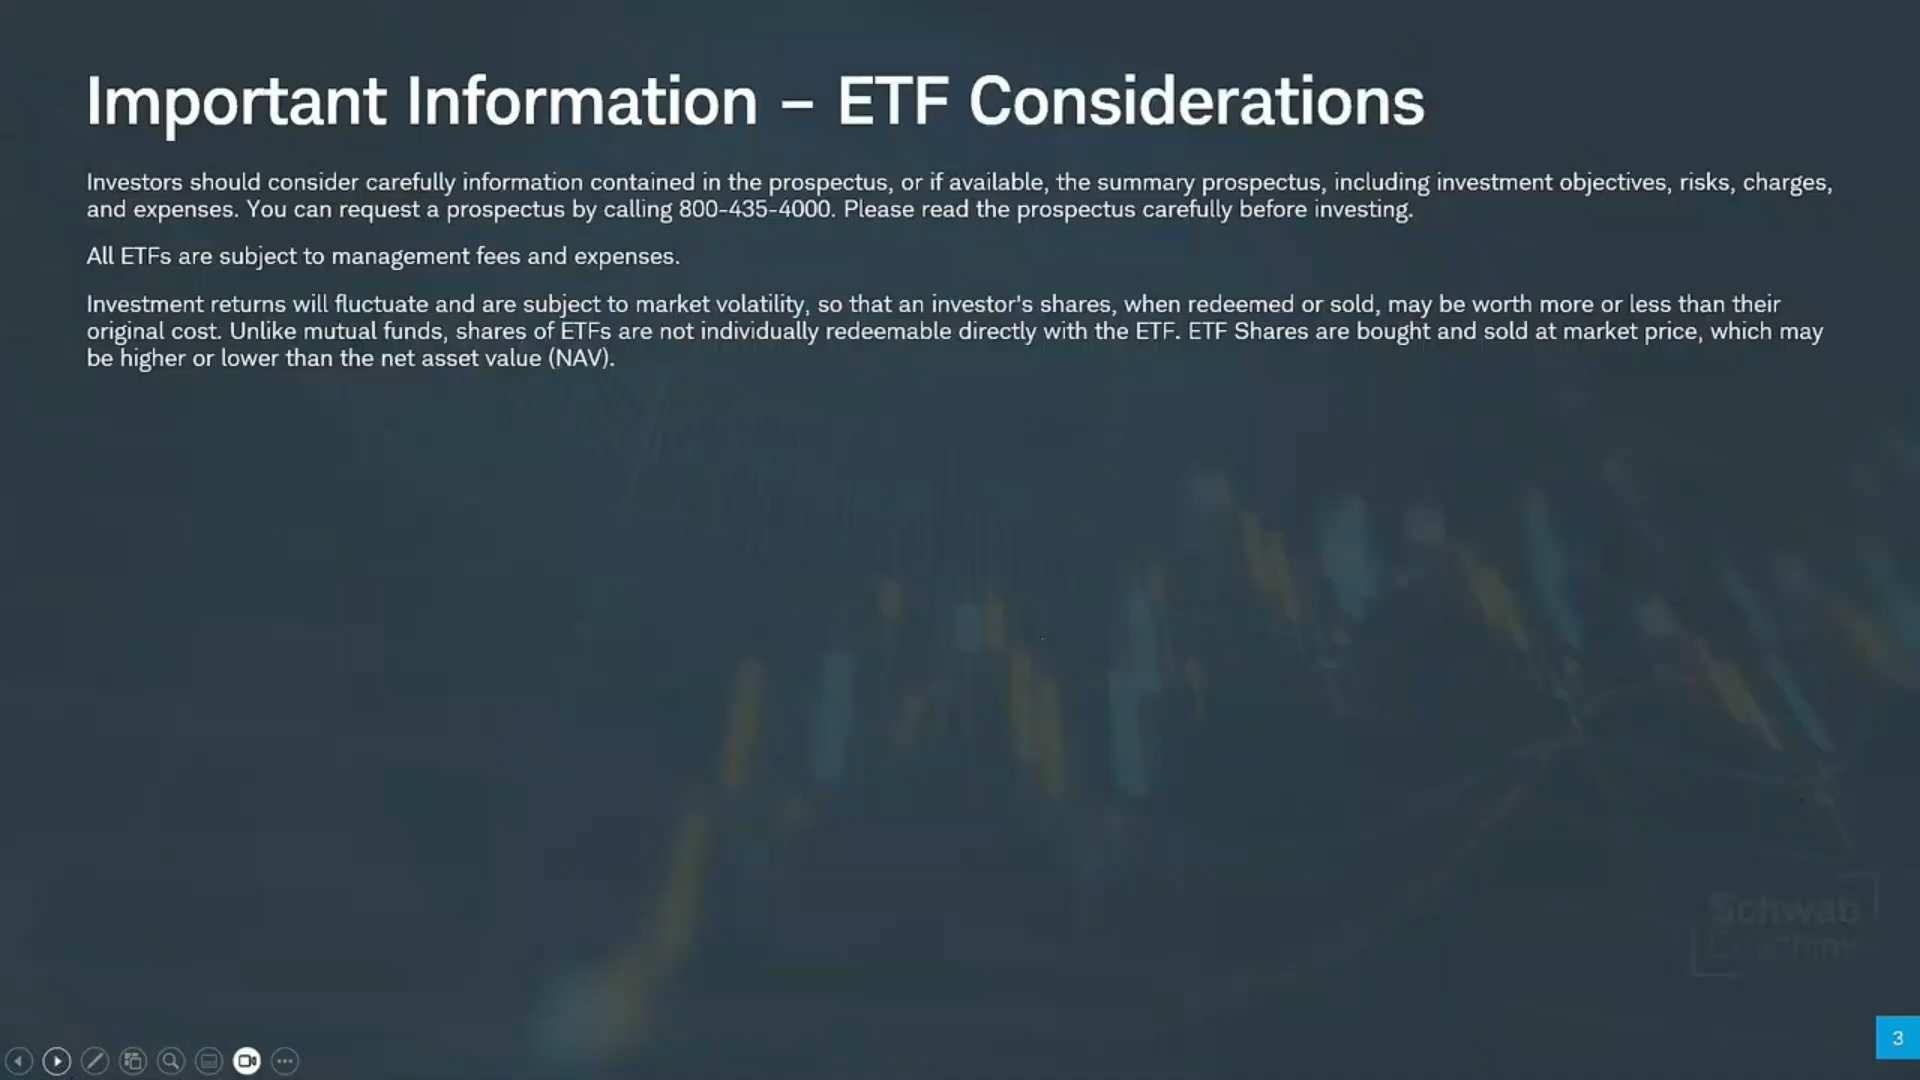 Important Information – ETF Considerations
Investors should consider carefully information contained in the prospectus, or if available, the summary prospectus, including investment objectives, risks, charges,
and expenses. You can request a prospectus by calling 800-435-4000. Please read the prospectus carefully before investing.
All ETFs are subject to management fees and expenses.
Investment returns will fluctuate and are subject to market volatility, so that an investor's shares, when redeemed or sold, may be worth more or less than their
original cost. Unlike mutual funds, shares of ETFs are not individually redeemable directly with the ETF. ETF Shares are bought and sold at market price, which may
be higher or lower than the net asset value (NAV).
Schwab
Coaching
3